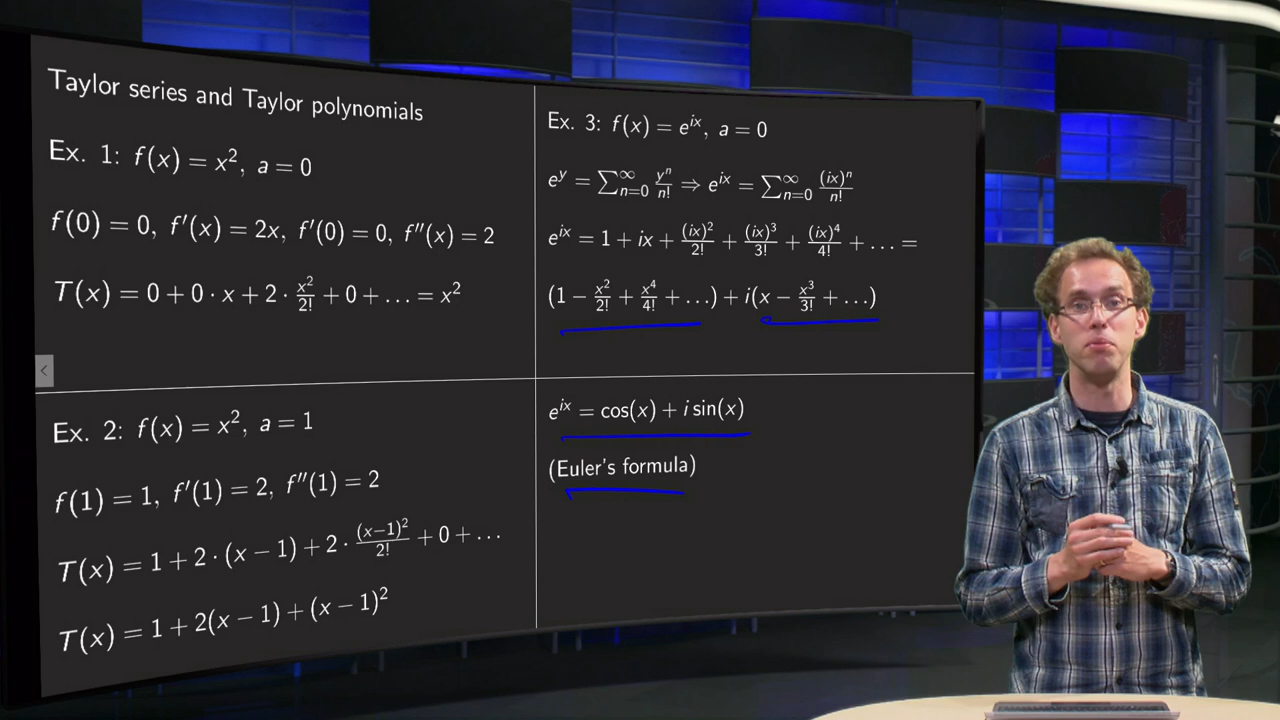 Taylor series and Taylor polynomials
Ex. 1: f(x) = x², a = 0
f(0) = 0, f′(x) = 2x, f′(0) = 0, f″(x) = 2
T(x) = 0 + 0 · x + 2 · x²/2! + 0 + … = x²
Ex. 2: f(x) = x², a = 1
f(1) = 1, f′(1) = 2, f″(1) = 2
T(x) = 1 + 2 · (x − 1) + 2 · (x−1)²/2! + 0 + …
T(x) = 1 + 2(x − 1) + (x − 1)²
Ex. 3: f(x) = e^{ix}, a = 0
e^y = ∑_{n=0}^{∞} y^n/n! ⇒ e^{ix} = ∑_{n=0}^{∞} (ix)^n/n!
e^{ix} = 1 + ix + (ix)²/2! + (ix)³/3! + (ix)⁴/4! + … =
(1 − x²/2! + x⁴/4! + …) + i(x − x³/3! + …)
e^{ix} = cos(x) + i sin(x)
(Euler's formula)